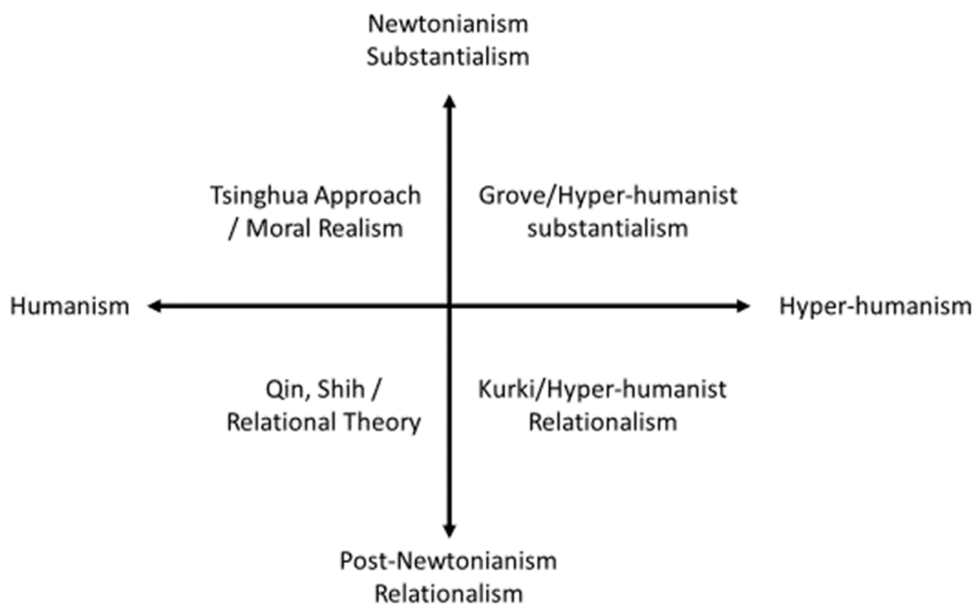 Newtonianism
Substantialism
Tsinghua Approach
/ Moral Realism
Grove/Hyper-humanist
substantialism
Humanism
Hyper-humanism
Qin, Shih /
Relational Theory
Kurki/Hyper-humanist
Relationalism
Post-Newtonianism
Relationalism